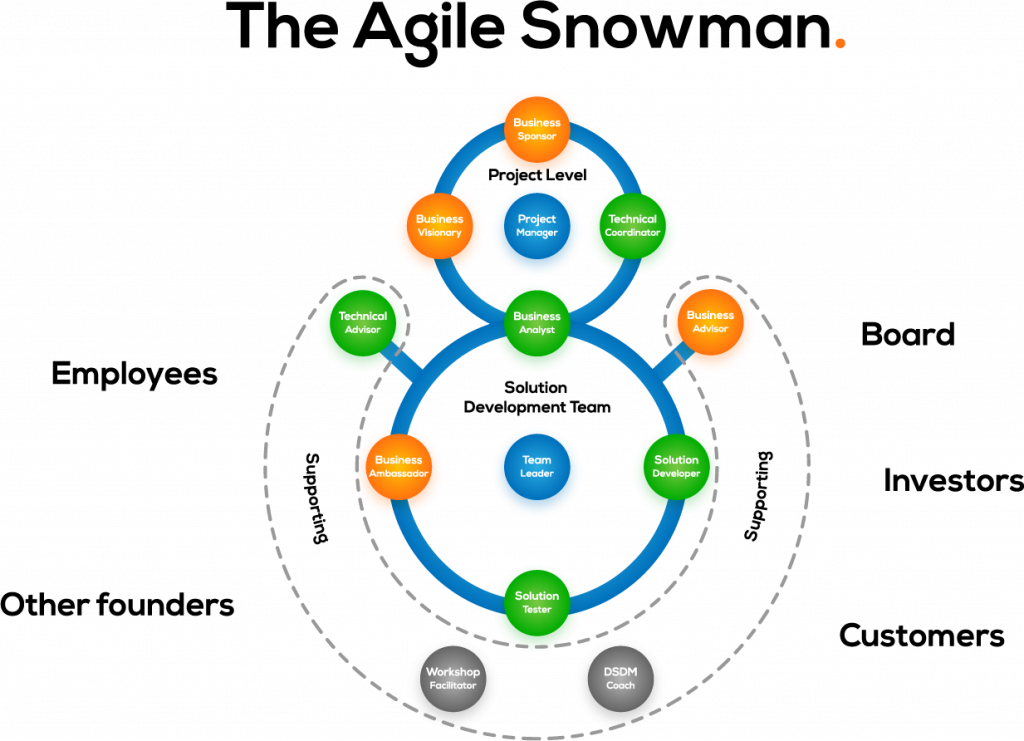 The Agile Snowman.
Business
Sponsor
Project Level
Business
Visionary
Project
Manager
Technical
Coordinator
Technical
Advisor
Business
Analyst
Business
Advisor
Board
Employees
Solution
Development Team
Supporting
Business
Ambassador
Team
Leader
Solution
Developer
Supporting
Investors
Other founders
Solution
Tester
Customers
Workshop
Facilitator
DSDM
Coach